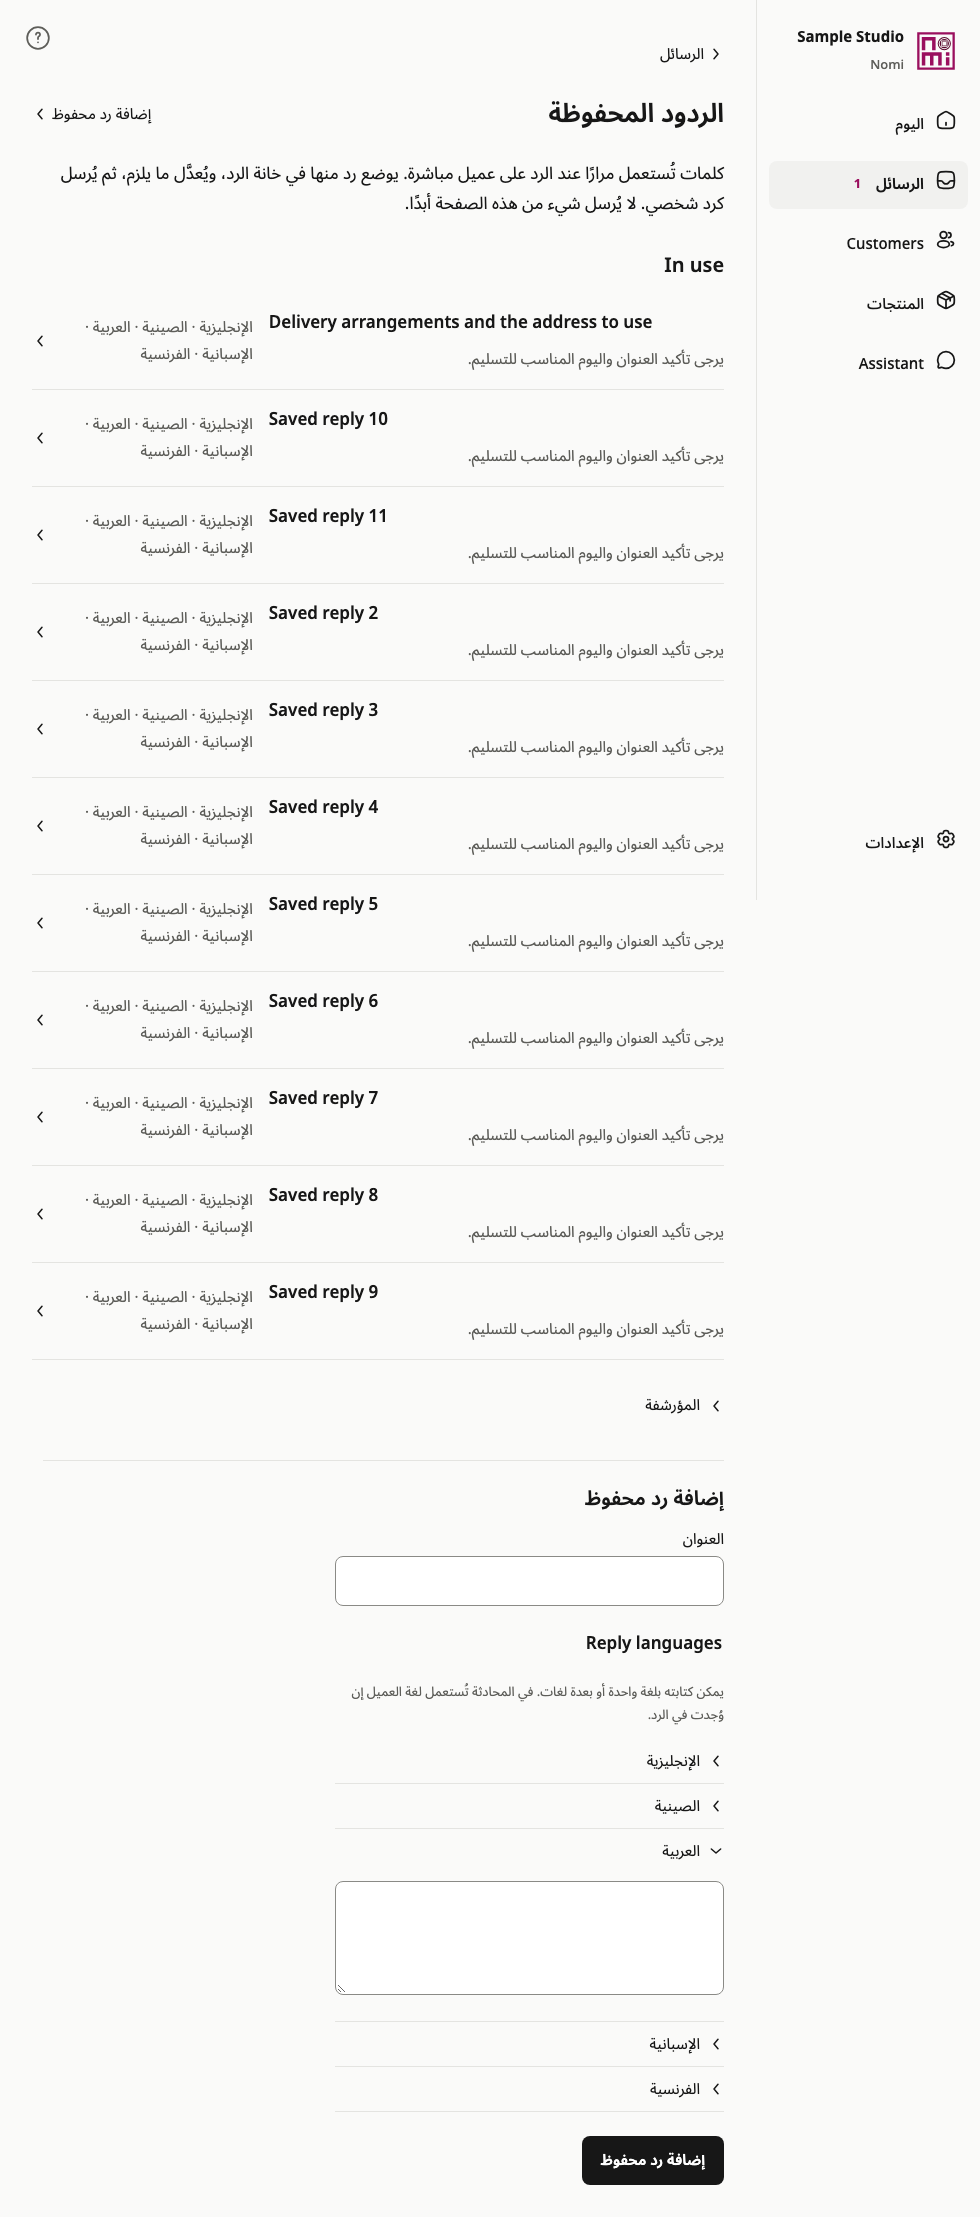 Sample Studio
Nomi
اليوم
الرسائل 1
Customers
المنتجات
Assistant
الإعدادات
الرسائل
الردود المحفوظة
إضافة رد محفوظ
كلمات تُستعمل مرارًا عند الرد على عميل مباشرة. يوضع رد منها في خانة الرد، ويُعدَّل ما يلزم، ثم يُرسل
كرد شخصي. لا يُرسل شيء من هذه الصفحة أبدًا.
In use
Delivery arrangements and the address to use
يرجى تأكيد العنوان واليوم المناسب للتسليم.
الإنجليزية · الصينية · العربية ·
الإسبانية · الفرنسية
Saved reply 10
يرجى تأكيد العنوان واليوم المناسب للتسليم.
الإنجليزية · الصينية · العربية ·
الإسبانية · الفرنسية
Saved reply 11
يرجى تأكيد العنوان واليوم المناسب للتسليم.
الإنجليزية · الصينية · العربية ·
الإسبانية · الفرنسية
Saved reply 2
يرجى تأكيد العنوان واليوم المناسب للتسليم.
الإنجليزية · الصينية · العربية ·
الإسبانية · الفرنسية
Saved reply 3
يرجى تأكيد العنوان واليوم المناسب للتسليم.
الإنجليزية · الصينية · العربية ·
الإسبانية · الفرنسية
Saved reply 4
يرجى تأكيد العنوان واليوم المناسب للتسليم.
الإنجليزية · الصينية · العربية ·
الإسبانية · الفرنسية
Saved reply 5
يرجى تأكيد العنوان واليوم المناسب للتسليم.
الإنجليزية · الصينية · العربية ·
الإسبانية · الفرنسية
Saved reply 6
يرجى تأكيد العنوان واليوم المناسب للتسليم.
الإنجليزية · الصينية · العربية ·
الإسبانية · الفرنسية
Saved reply 7
يرجى تأكيد العنوان واليوم المناسب للتسليم.
الإنجليزية · الصينية · العربية ·
الإسبانية · الفرنسية
Saved reply 8
يرجى تأكيد العنوان واليوم المناسب للتسليم.
الإنجليزية · الصينية · العربية ·
الإسبانية · الفرنسية
Saved reply 9
يرجى تأكيد العنوان واليوم المناسب للتسليم.
الإنجليزية · الصينية · العربية ·
الإسبانية · الفرنسية
المؤرشفة
إضافة رد محفوظ
العنوان
Reply languages
يمكن كتابته بلغة واحدة أو بعدة لغات. في المحادثة تُستعمل لغة العميل إن
وُجدت في الرد.
الإنجليزية
الصينية
العربية
الإسبانية
الفرنسية
إضافة رد محفوظ